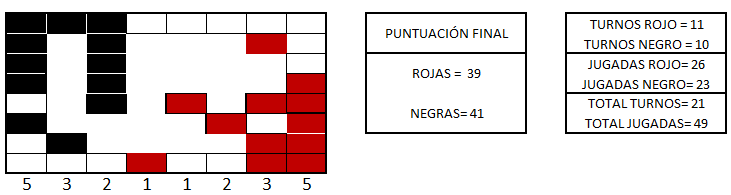 PUNTUACIÓN FINAL
ROJAS = 39
NEGRAS= 41
TURNOS ROJO = 11
TURNOS NEGRO = 10
JUGADAS ROJO= 26
JUGADAS NEGRO= 23
TOTAL TURNOS= 21
TOTAL JUGADAS= 49
5 3 2 1 1 2 3 5